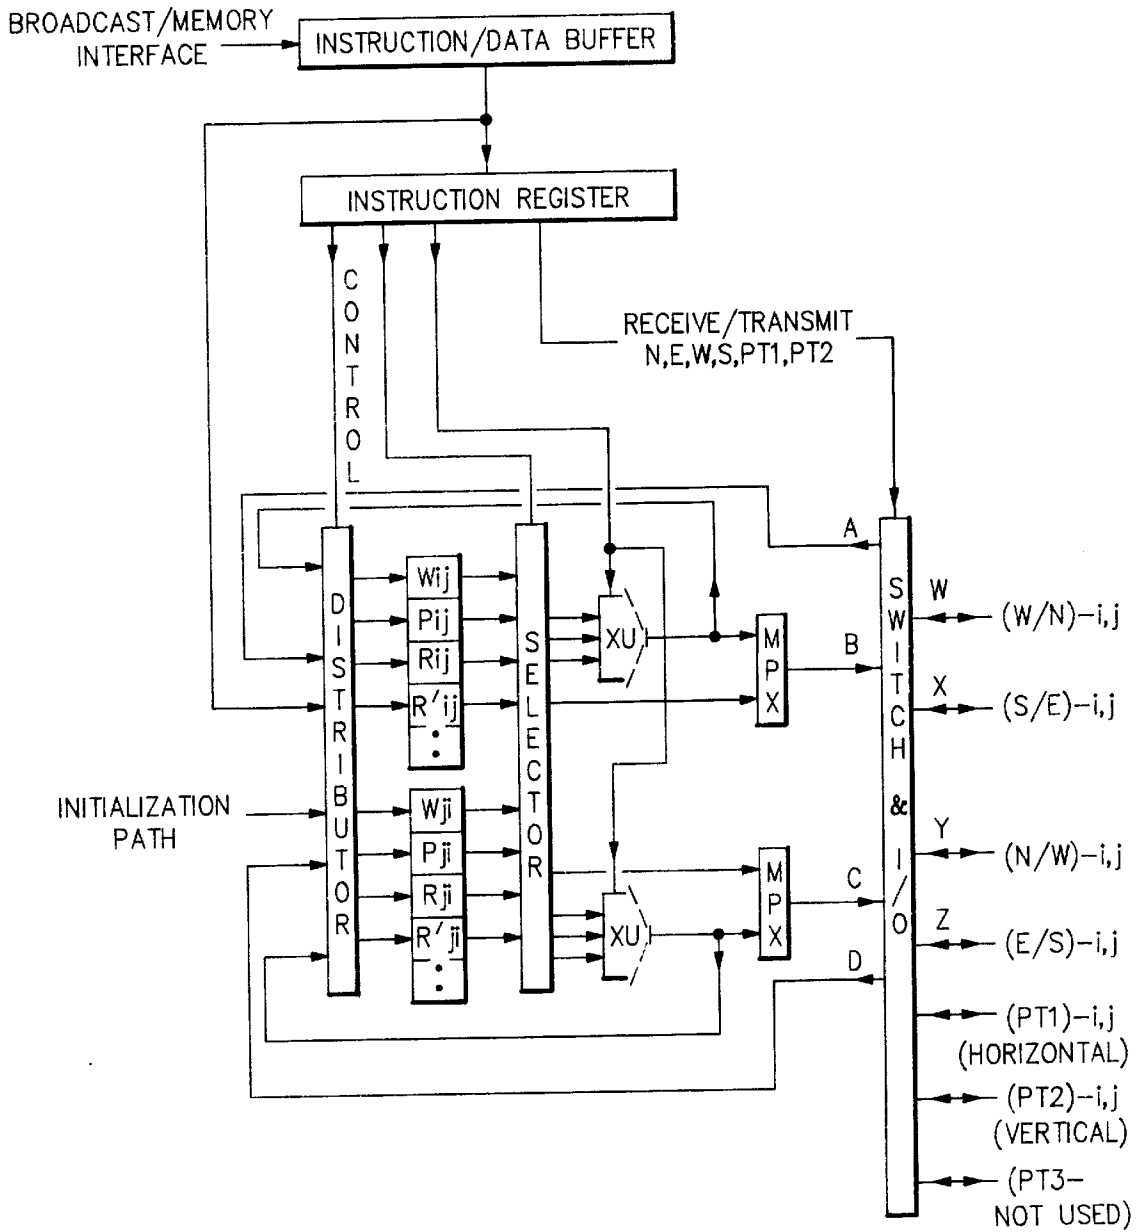 BROADCAST/MEMORY
INTERFACE
INSTRUCTION/DATA BUFFER
INSTRUCTION REGISTER
CONTROL
RECEIVE/TRANSMIT
N,E,W,S,PT1,PT2
DISTRIBUTOR
Wij
Pij
Rij
R'ij
:
SELECTOR
XU
MPX
A
B
SWITCH & I/O
W
(W/N)-i,j
X
(S/E)-i,j
INITIALIZATION
PATH
Wji
Pji
Rji
R'ji
:
XU
MPX
C
D
Y
(N/W)-i,j
Z
(E/S)-i,j
(PT1)-i,j
(HORIZONTAL)
(PT2)-i,j
(VERTICAL)
(PT3-
NOT USED)